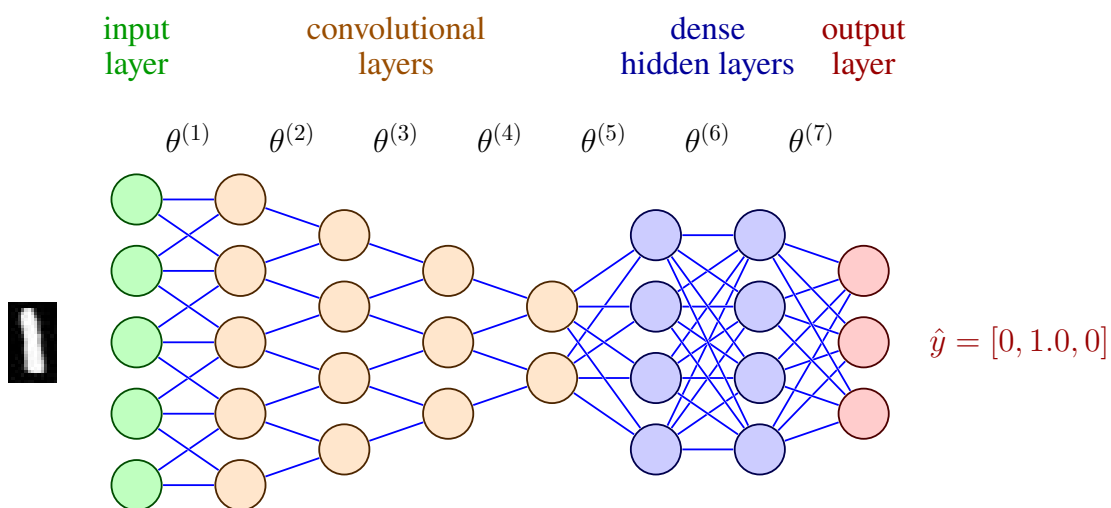 input layer
convolutional layers
dense hidden layers
output layer
θ^{(1)} θ^{(2)} θ^{(3)} θ^{(4)} θ^{(5)} θ^{(6)} θ^{(7)}
1
ŷ = [0, 1.0, 0]